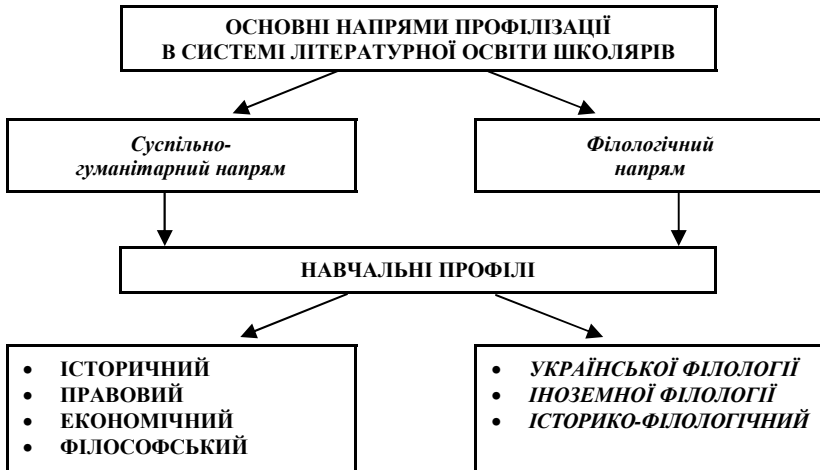 ОСНОВНІ НАПРЯМИ ПРОФІЛІЗАЦІЇ
В СИСТЕМІ ЛІТЕРАТУРНОЇ ОСВІТИ ШКОЛЯРІВ
Суспільно-
гуманітарний напрям
Філологічний
напрям
НАВЧАЛЬНІ ПРОФІЛІ
• ІСТОРИЧНИЙ
• ПРАВОВИЙ
• ЕКОНОМІЧНИЙ
• ФІЛОСОФСЬКИЙ
• УКРАЇНСЬКОЇ ФІЛОЛОГІЇ
• ІНОЗЕМНОЇ ФІЛОЛОГІЇ
• ІСТОРИКО-ФІЛОЛОГІЧНИЙ